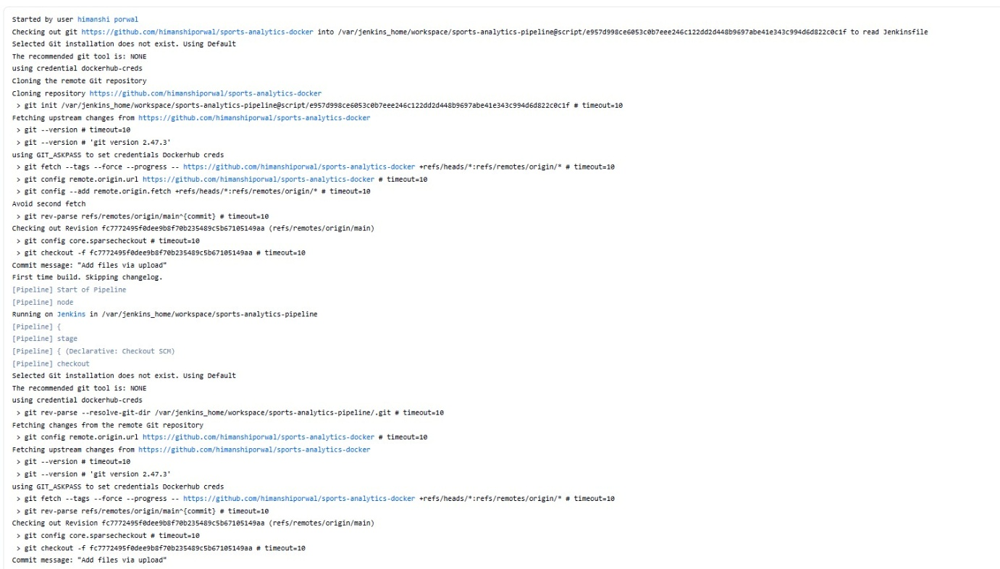 Started by user himanshi porwal
Checking out git https://github.com/himanshiporwal/sports-analytics-docker into /var/jenkins_home/workspace/sports-analytics-pipeline@script/e957d998ce6053c0b7eee246c122dd2d448b9697abe41e343c994d6d822c0c1f to read Jenkinsfile
Selected Git installation does not exist. Using Default
The recommended git tool is: NONE
using credential dockerhub-creds
Cloning the remote Git repository
Cloning repository https://github.com/himanshiporwal/sports-analytics-docker
> git init /var/jenkins_home/workspace/sports-analytics-pipeline@script/e957d998ce6053c0b7eee246c122dd2d448b9697abe41e343c994d6d822c0c1f # timeout=10
Fetching upstream changes from https://github.com/himanshiporwal/sports-analytics-docker
> git --version # timeout=10
> git --version # 'git version 2.47.3'
using GIT_ASKPASS to set credentials Dockerhub creds
> git fetch --tags --force --progress -- https://github.com/himanshiporwal/sports-analytics-docker +refs/heads/*:refs/remotes/origin/* # timeout=10
> git config remote.origin.url https://github.com/himanshiporwal/sports-analytics-docker # timeout=10
> git config --add remote.origin.fetch +refs/heads/*:refs/remotes/origin/* # timeout=10
Avoid second fetch
> git rev-parse refs/remotes/origin/main^{commit} # timeout=10
Checking out Revision fc7772495f0dee9b8f70b235489c5b67105149aa (refs/remotes/origin/main)
> git config core.sparsecheckout # timeout=10
> git checkout -f fc7772495f0dee9b8f70b235489c5b67105149aa # timeout=10
Commit message: "Add files via upload"
First time build. Skipping changelog.
[Pipeline] Start of Pipeline
[Pipeline] node
Running on Jenkins in /var/jenkins_home/workspace/sports-analytics-pipeline
[Pipeline] {
[Pipeline] stage
[Pipeline] { (Declarative: Checkout SCM)
[Pipeline] checkout
Selected Git installation does not exist. Using Default
The recommended git tool is: NONE
using credential dockerhub-creds
> git rev-parse --resolve-git-dir /var/jenkins_home/workspace/sports-analytics-pipeline/.git # timeout=10
Fetching changes from the remote Git repository
> git config remote.origin.url https://github.com/himanshiporwal/sports-analytics-docker # timeout=10
Fetching upstream changes from https://github.com/himanshiporwal/sports-analytics-docker
> git --version # timeout=10
> git --version # 'git version 2.47.3'
using GIT_ASKPASS to set credentials Dockerhub creds
> git fetch --tags --force --progress -- https://github.com/himanshiporwal/sports-analytics-docker +refs/heads/*:refs/remotes/origin/* # timeout=10
> git rev-parse refs/remotes/origin/main^{commit} # timeout=10
Checking out Revision fc7772495f0dee9b8f70b235489c5b67105149aa (refs/remotes/origin/main)
> git config core.sparsecheckout # timeout=10
> git checkout -f fc7772495f0dee9b8f70b235489c5b67105149aa # timeout=10
Commit message: "Add files via upload"